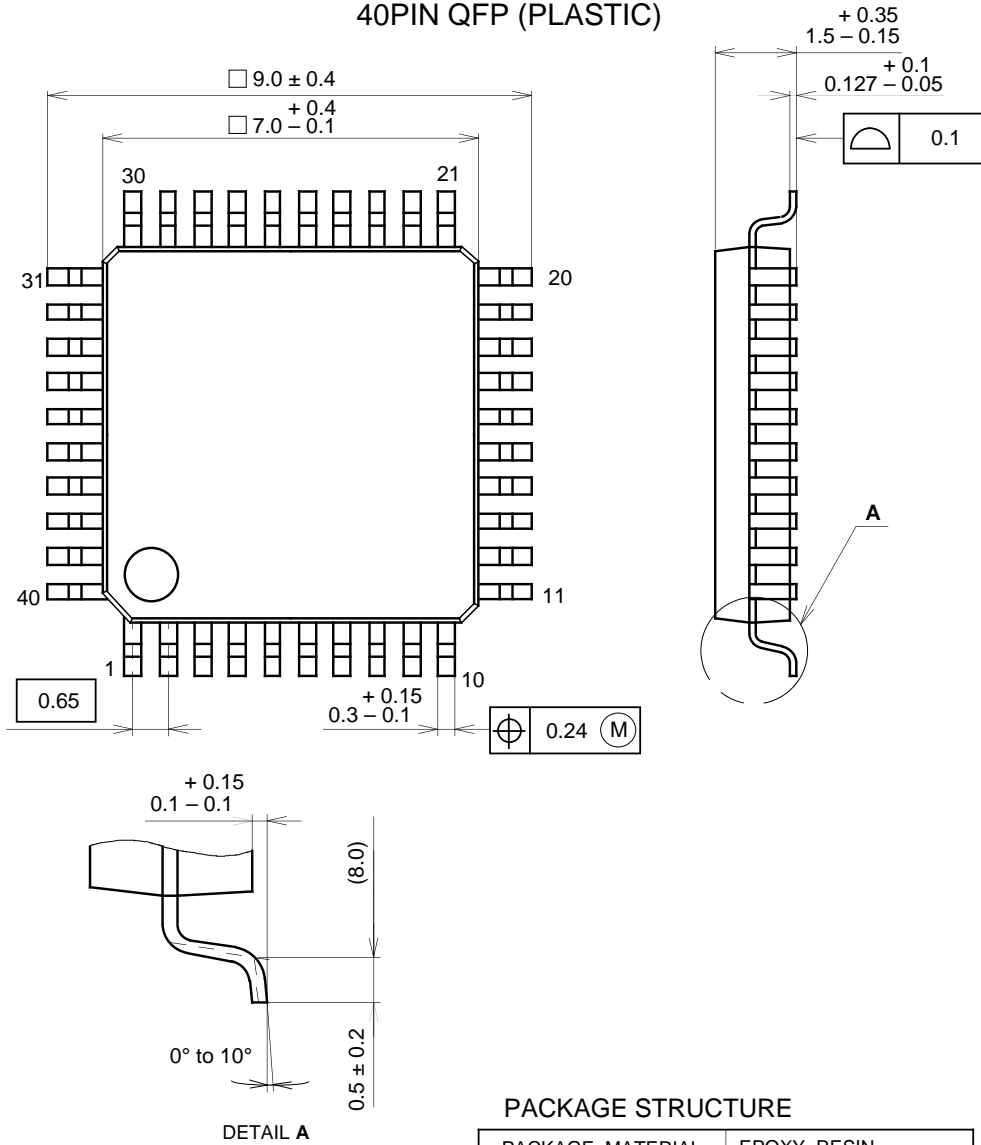 40PIN QFP (PLASTIC)
+ 0.35
1.5 – 0.15
+ 0.1
0.127 – 0.05
0.1
□ 9.0 ± 0.4
+ 0.4
□ 7.0 – 0.1
30
21
31
20
A
40
11
1
10
0.65
+ 0.15
0.3 – 0.1
0.24 M
+ 0.15
0.1 – 0.1
(8.0)
0° to 10°
0.5 ± 0.2
DETAIL A
PACKAGE STRUCTURE
PACKAGE MATERIAL
EPOXY RESIN